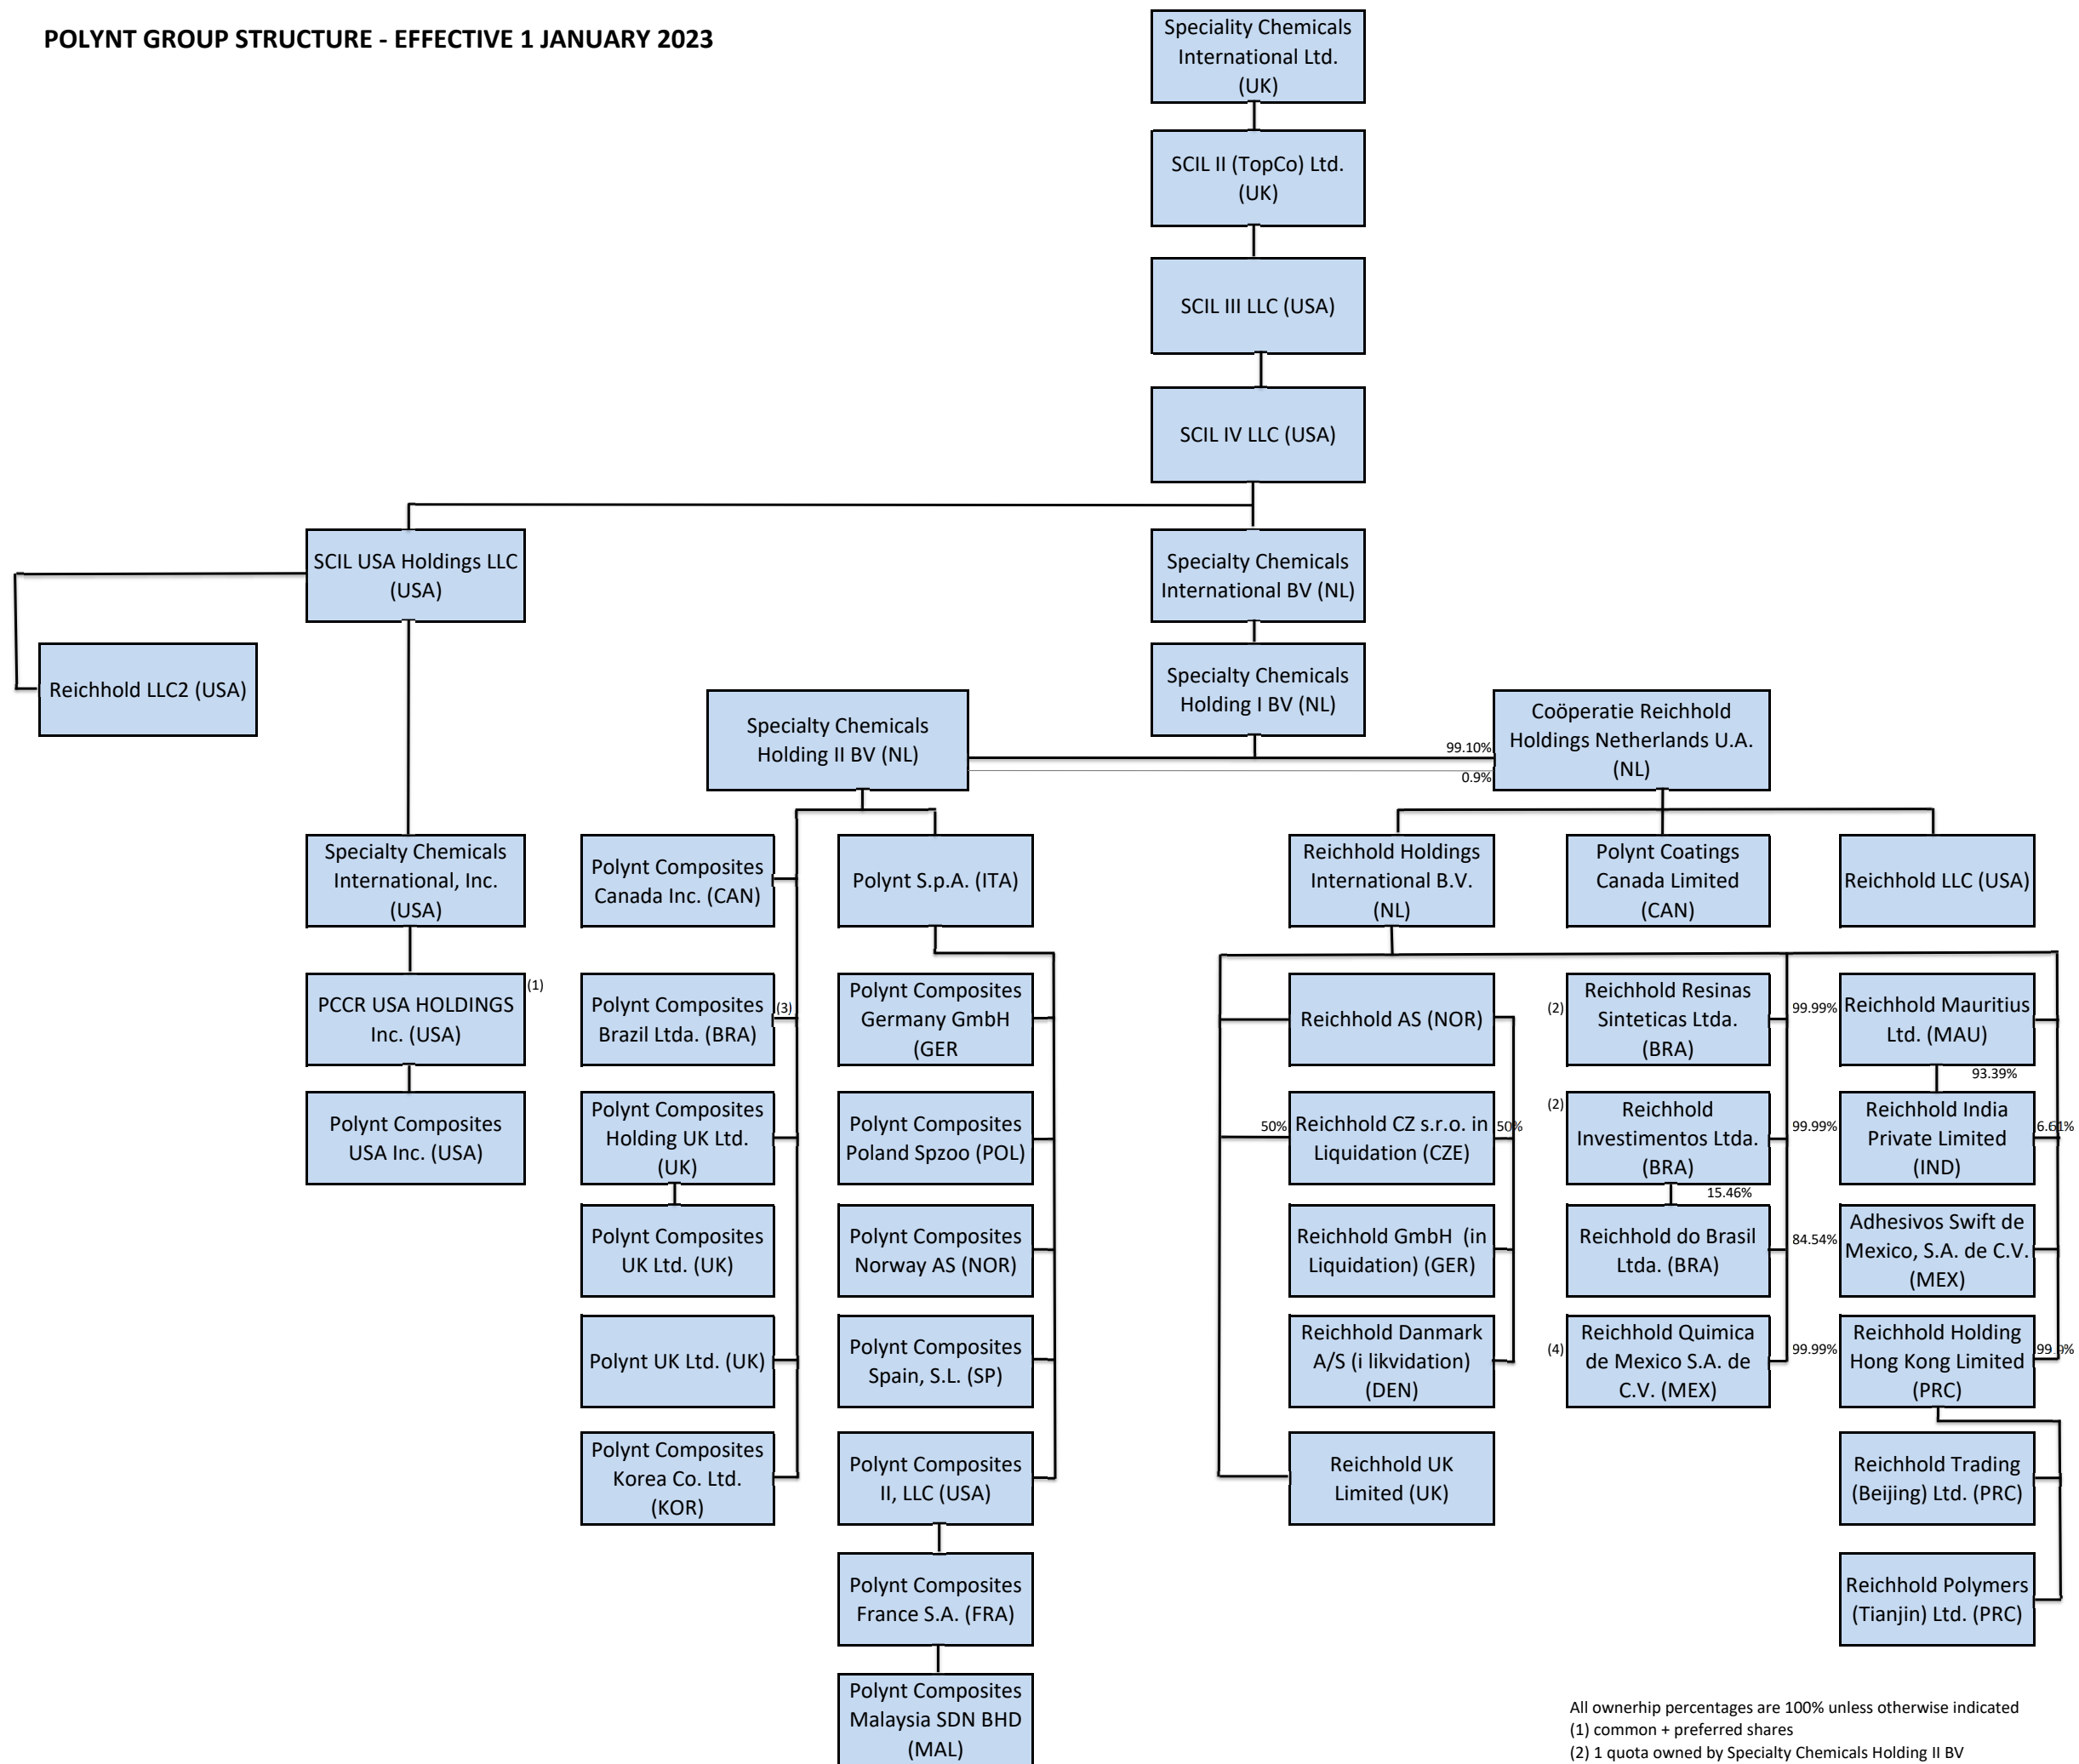 POLYNT GROUP STRUCTURE - EFFECTIVE 1 JANUARY 2023
Speciality Chemicals
International Ltd.
(UK)
SCIL II (TopCo) Ltd.
(UK)
SCIL III LLC (USA)
SCIL IV LLC (USA)
SCIL USA Holdings LLC
(USA)
Specialty Chemicals
International BV (NL)
Reichhold LLC2 (USA)
Specialty Chemicals
Holding I BV (NL)
Specialty Chemicals
Holding II BV (NL)
99.10%
0.9%
Coöperatie Reichhold
Holdings Netherlands U.A.
(NL)
Specialty Chemicals
International, Inc.
(USA)
Polynt Composites
Canada Inc. (CAN)
Polynt S.p.A. (ITA)
Reichhold Holdings
International B.V.
(NL)
Polynt Coatings
Canada Limited
(CAN)
Reichhold LLC (USA)
PCCR USA HOLDINGS
Inc. (USA)
(1)
Polynt Composites
Brazil Ltda. (BRA)
(3)
Polynt Composites
Germany GmbH
(GER
Reichhold AS (NOR)
(2)
Reichhold Resinas
Sinteticas Ltda.
(BRA)
99.99%
Reichhold Mauritius
Ltd. (MAU)
93.39%
Polynt Composites
USA Inc. (USA)
Polynt Composites
Holding UK Ltd.
(UK)
Polynt Composites
Poland Spzoo (POL)
50%
Reichhold CZ s.r.o. in
Liquidation (CZE)
50%
(2)
Reichhold
Investimentos Ltda.
(BRA)
99.99%
15.46%
Reichhold India
Private Limited
(IND)
6.61%
Polynt Composites
UK Ltd. (UK)
Polynt Composites
Norway AS (NOR)
Reichhold GmbH (in
Liquidation) (GER)
Reichhold do Brasil
Ltda. (BRA)
84.54%
Adhesivos Swift de
Mexico, S.A. de C.V.
(MEX)
Polynt UK Ltd. (UK)
Polynt Composites
Spain, S.L. (SP)
Reichhold Danmark
A/S (i likvidation)
(DEN)
(4)
Reichhold Quimica
de Mexico S.A. de
C.V. (MEX)
99.99%
Reichhold Holding
Hong Kong Limited
(PRC)
Polynt Composites
Korea Co. Ltd.
(KOR)
Polynt Composites
II, LLC (USA)
Reichhold UK
Limited (UK)
Reichhold Trading
(Beijing) Ltd. (PRC)
Polynt Composites
France S.A. (FRA)
Reichhold Polymers
(Tianjin) Ltd. (PRC)
Polynt Composites
Malaysia SDN BHD
(MAL)
All ownerhip percentages are 100% unless otherwise indicated
(1) common + preferred shares
(2) 1 quota owned by Specialty Chemicals Holding II BV